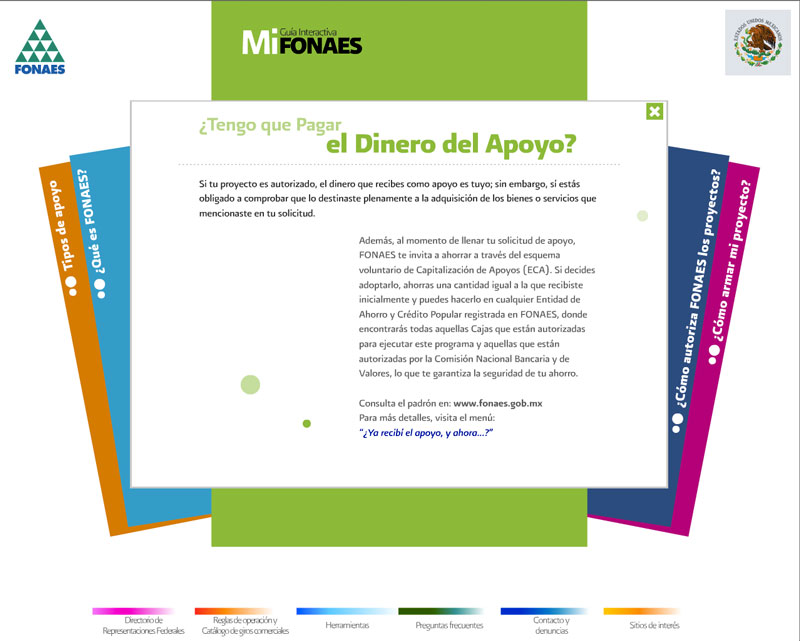 FONAES
Guía Interactiva
MiFONAES
ESTADOS UNIDOS MEXICANOS
¿Tengo que Pagar
el Dinero del Apoyo?
Si tu proyecto es autorizado, el dinero que recibes como apoyo es tuyo; sin embargo, sí estás
obligado a comprobar que lo destinaste plenamente a la adquisición de los bienes o servicios que
mencionaste en tu solicitud.
Además, al momento de llenar tu solicitud de apoyo,
FONAES te invita a ahorrar a través del esquema
voluntario de Capitalización de Apoyos (ECA). Si decides
adoptarlo, ahorras una cantidad igual a la que recibiste
inicialmente y puedes hacerlo en cualquier Entidad de
Ahorro y Crédito Popular registrada en FONAES, donde
encontrarás todas aquellas Cajas que están autorizadas
para ejecutar este programa y aquellas que están
autorizadas por la Comisión Nacional Bancaria y de
Valores, lo que te garantiza la seguridad de tu ahorro.
Consulta el padrón en: www.fonaes.gob.mx
Para más detalles, visita el menú:
“¿Ya recibí el apoyo, y ahora...?”
Tipos de apoyo
¿Qué es FONAES?
¿Cómo autoriza FONAES los proyectos?
¿Cómo armar mi proyecto?
Directorio de
Representaciones Federales
Reglas de operación y
Catálogo de giros comerciales
Herramientas
Preguntas frecuentes
Contacto y
denuncias
Sitios de interés